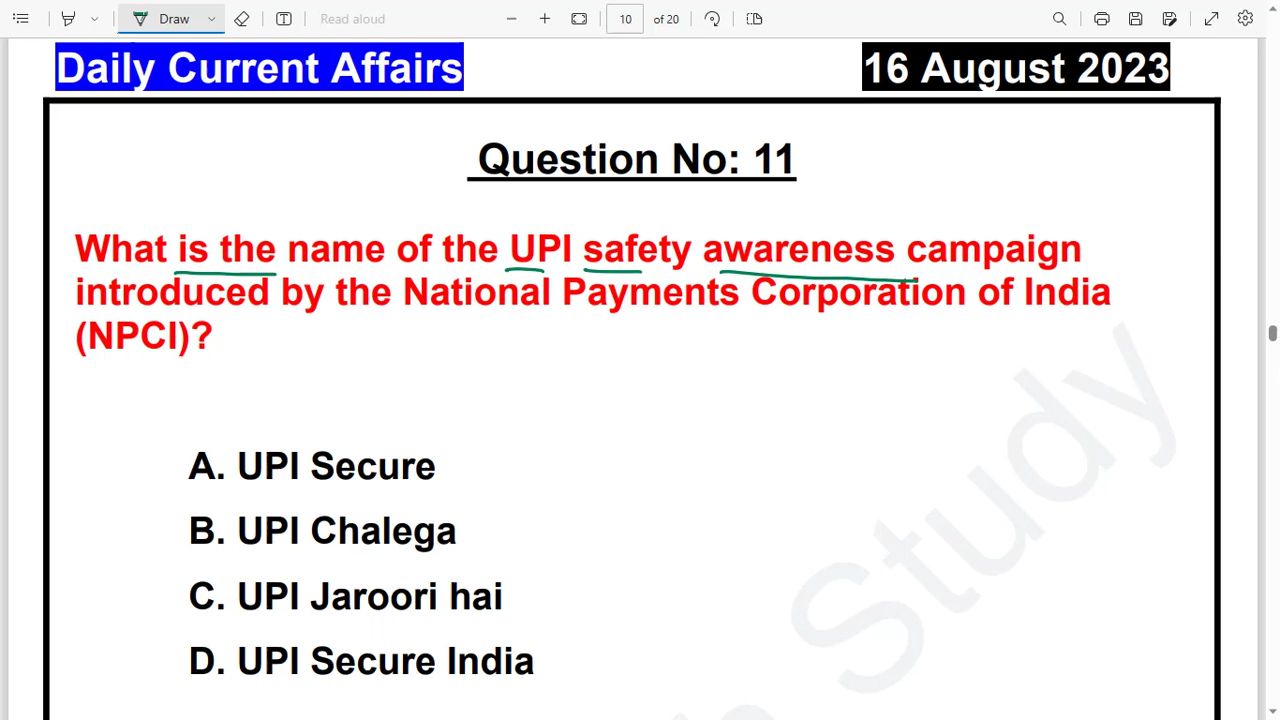 Draw
Read aloud
10 of 20
Daily Current Affairs
16 August 2023
Question No: 11
What is the name of the UPI safety awareness campaign
introduced by the National Payments Corporation of India
(NPCI)?
A. UPI Secure
B. UPI Chalega
C. UPI Jaroori hai
D. UPI Secure India
Study